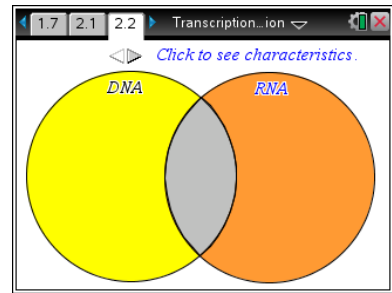 1.7 2.1 2.2 Transcription...ion
Click to see characteristics.
DNA RNA